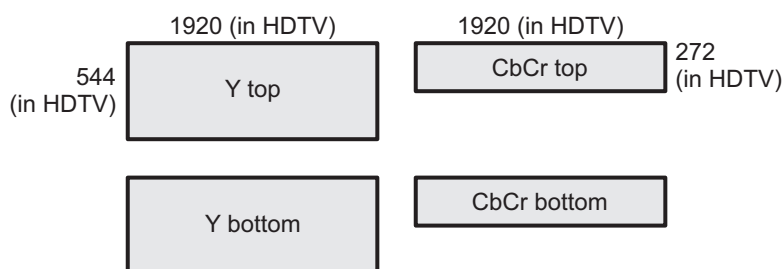 1920 (in HDTV)
1920 (in HDTV)
544
(in HDTV)
Y top
CbCr top
272
(in HDTV)
Y bottom
CbCr bottom